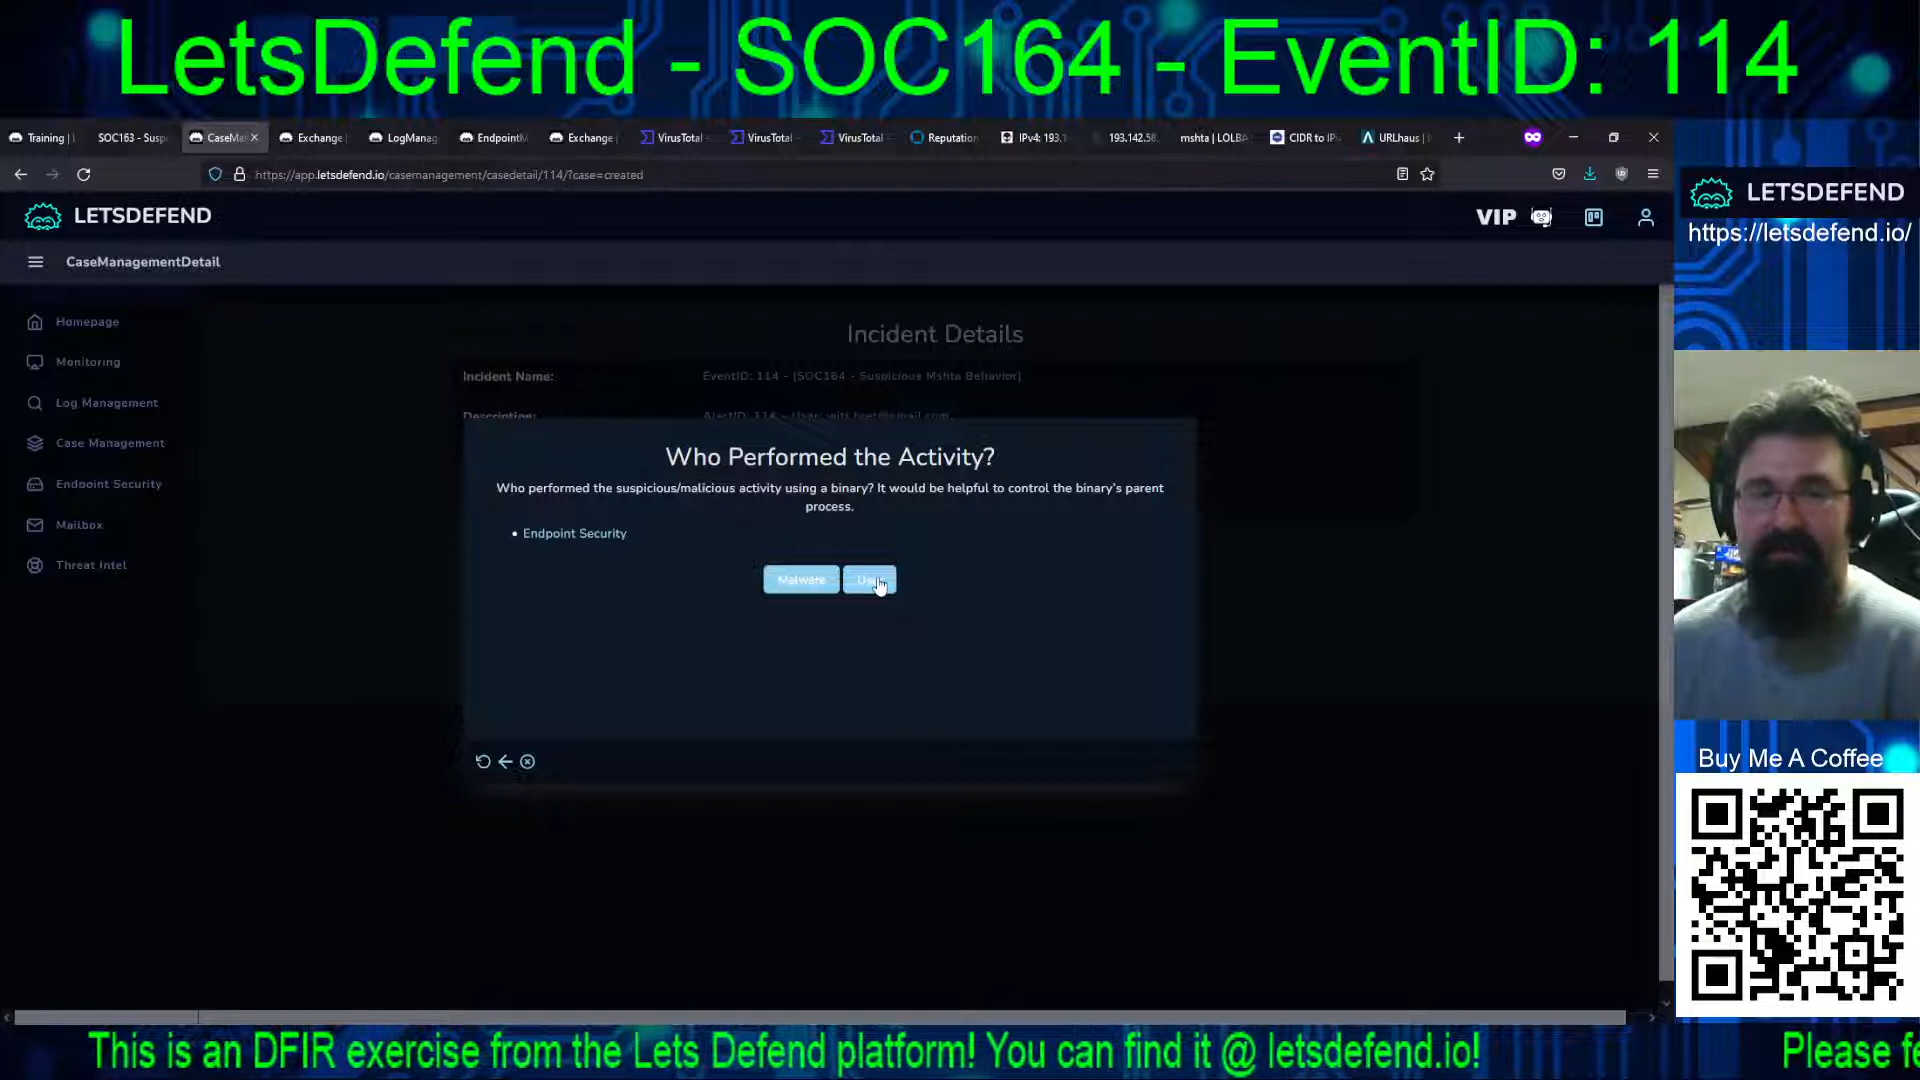 LetsDefend - SOC164 - EventID: 114
Training |
SOC163 - Susp
CaseMa
Exchange |
LogManag
EndpointM
Exchange |
VirusTotal -
VirusTotal -
VirusTotal -
Reputation
IPv4: 193.1
193.142.58.
mshta | LOLBA
CIDR to IP
URLhaus |
https://app.letsdefend.io/casemanagement/casedetail/114/?case=created
LETSDEFEND
VIP
LETSDEFEND
https://letsdefend.io/
CaseManagementDetail
Homepage
Monitoring
Log Management
Case Management
Endpoint Security
Mailbox
Threat Intel
Incident Details
Incident Name:
EventID: 114 - [SOC164 - Suspicious Mshta Behavior]
Description:
Who Performed the Activity?
Who performed the suspicious/malicious activity using a binary? It would be helpful to control the binary's parent
process.
• Endpoint Security
Malware
Buy Me A Coffee
This is an DFIR exercise from the Lets Defend platform! You can find it @ letsdefend.io!
Please fe